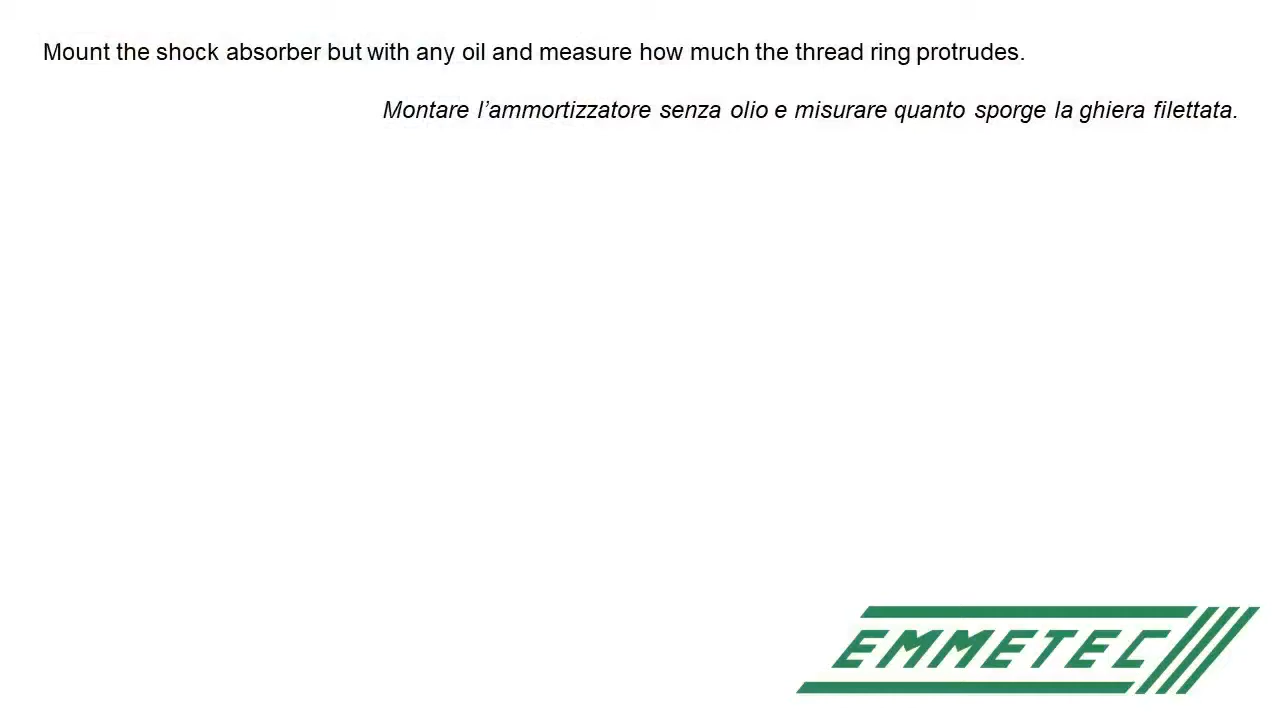 Mount the shock absorber but with any oil and measure how much the thread ring protrudes.
Montare l’ammortizzatore senza olio e misurare quanto sporge la ghiera filettata.
EMMETEC